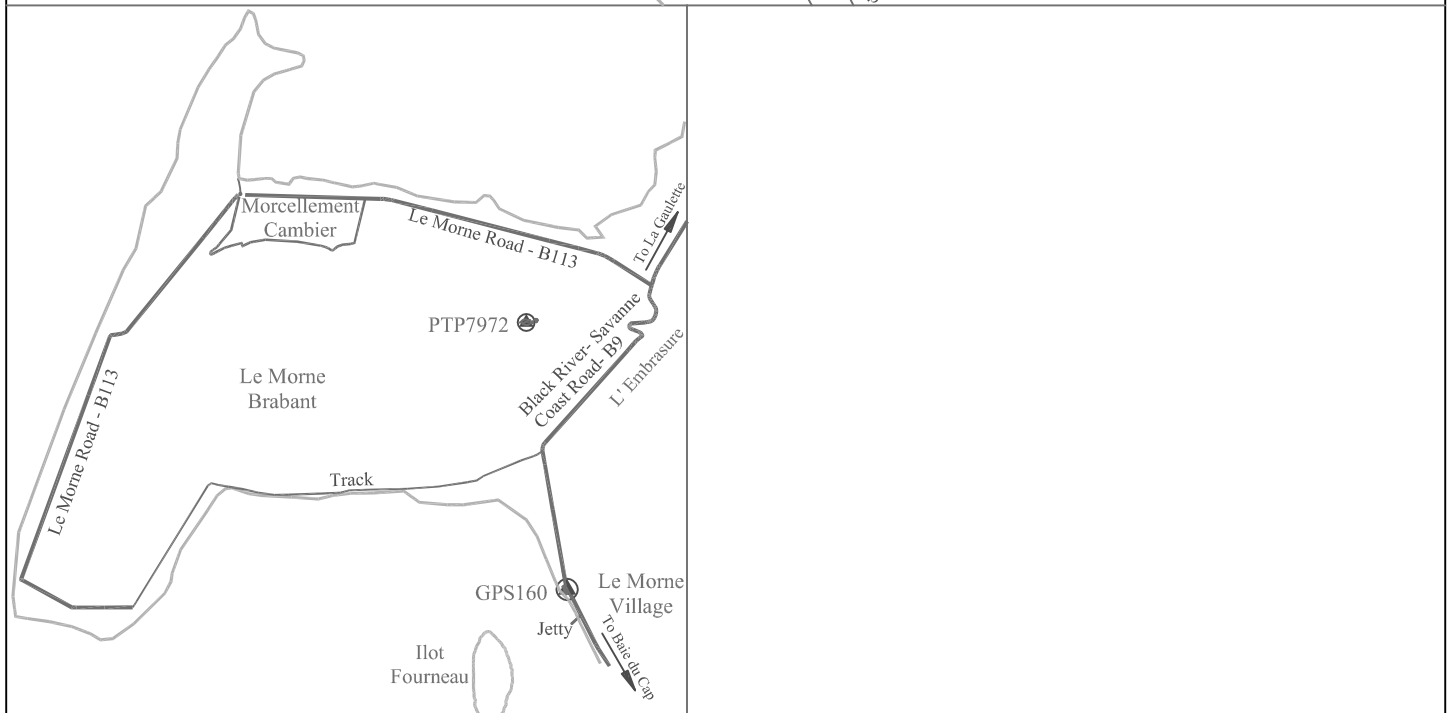 Morcellement
Cambier
Le Morne Road - B113
To La Gaulette
PTP7972
Black River- Savanne
Coast Road- B9
L' Embrasure
Le Morne
Brabant
Le Morne Road - B113
Track
GPS160
Le Morne
Village
Jetty
To Baie du Cap
Ilot
Fourneau